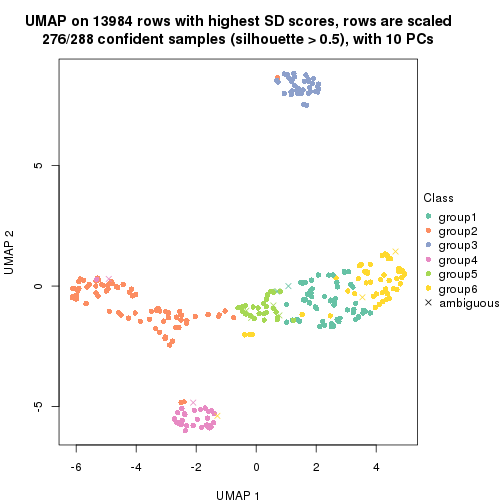 UMAP on 13984 rows with highest SD scores, rows are scaled
276/288 confident samples (silhouette > 0.5), with 10 PCs
UMAP 2
5
0
-5
-6
-4
-2
0
2
4
UMAP 1
Class
group1
group2
group3
group4
group5
group6
ambiguous